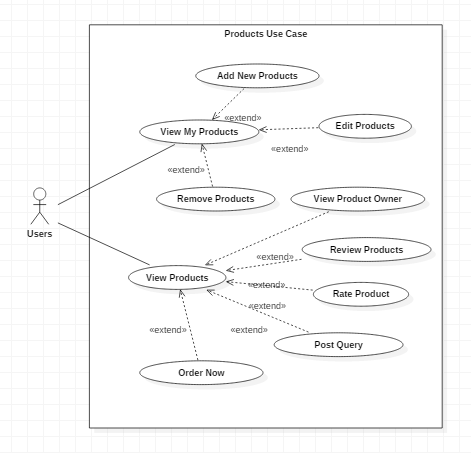 Products Use Case
Add New Products
«extend»
View My Products
Edit Products
«extend»
«extend»
Remove Products
View Product Owner
Users
Review Products
«extend»
View Products
«extend»
Rate Product
«extend»
«extend»
«extend»
Post Query
Order Now